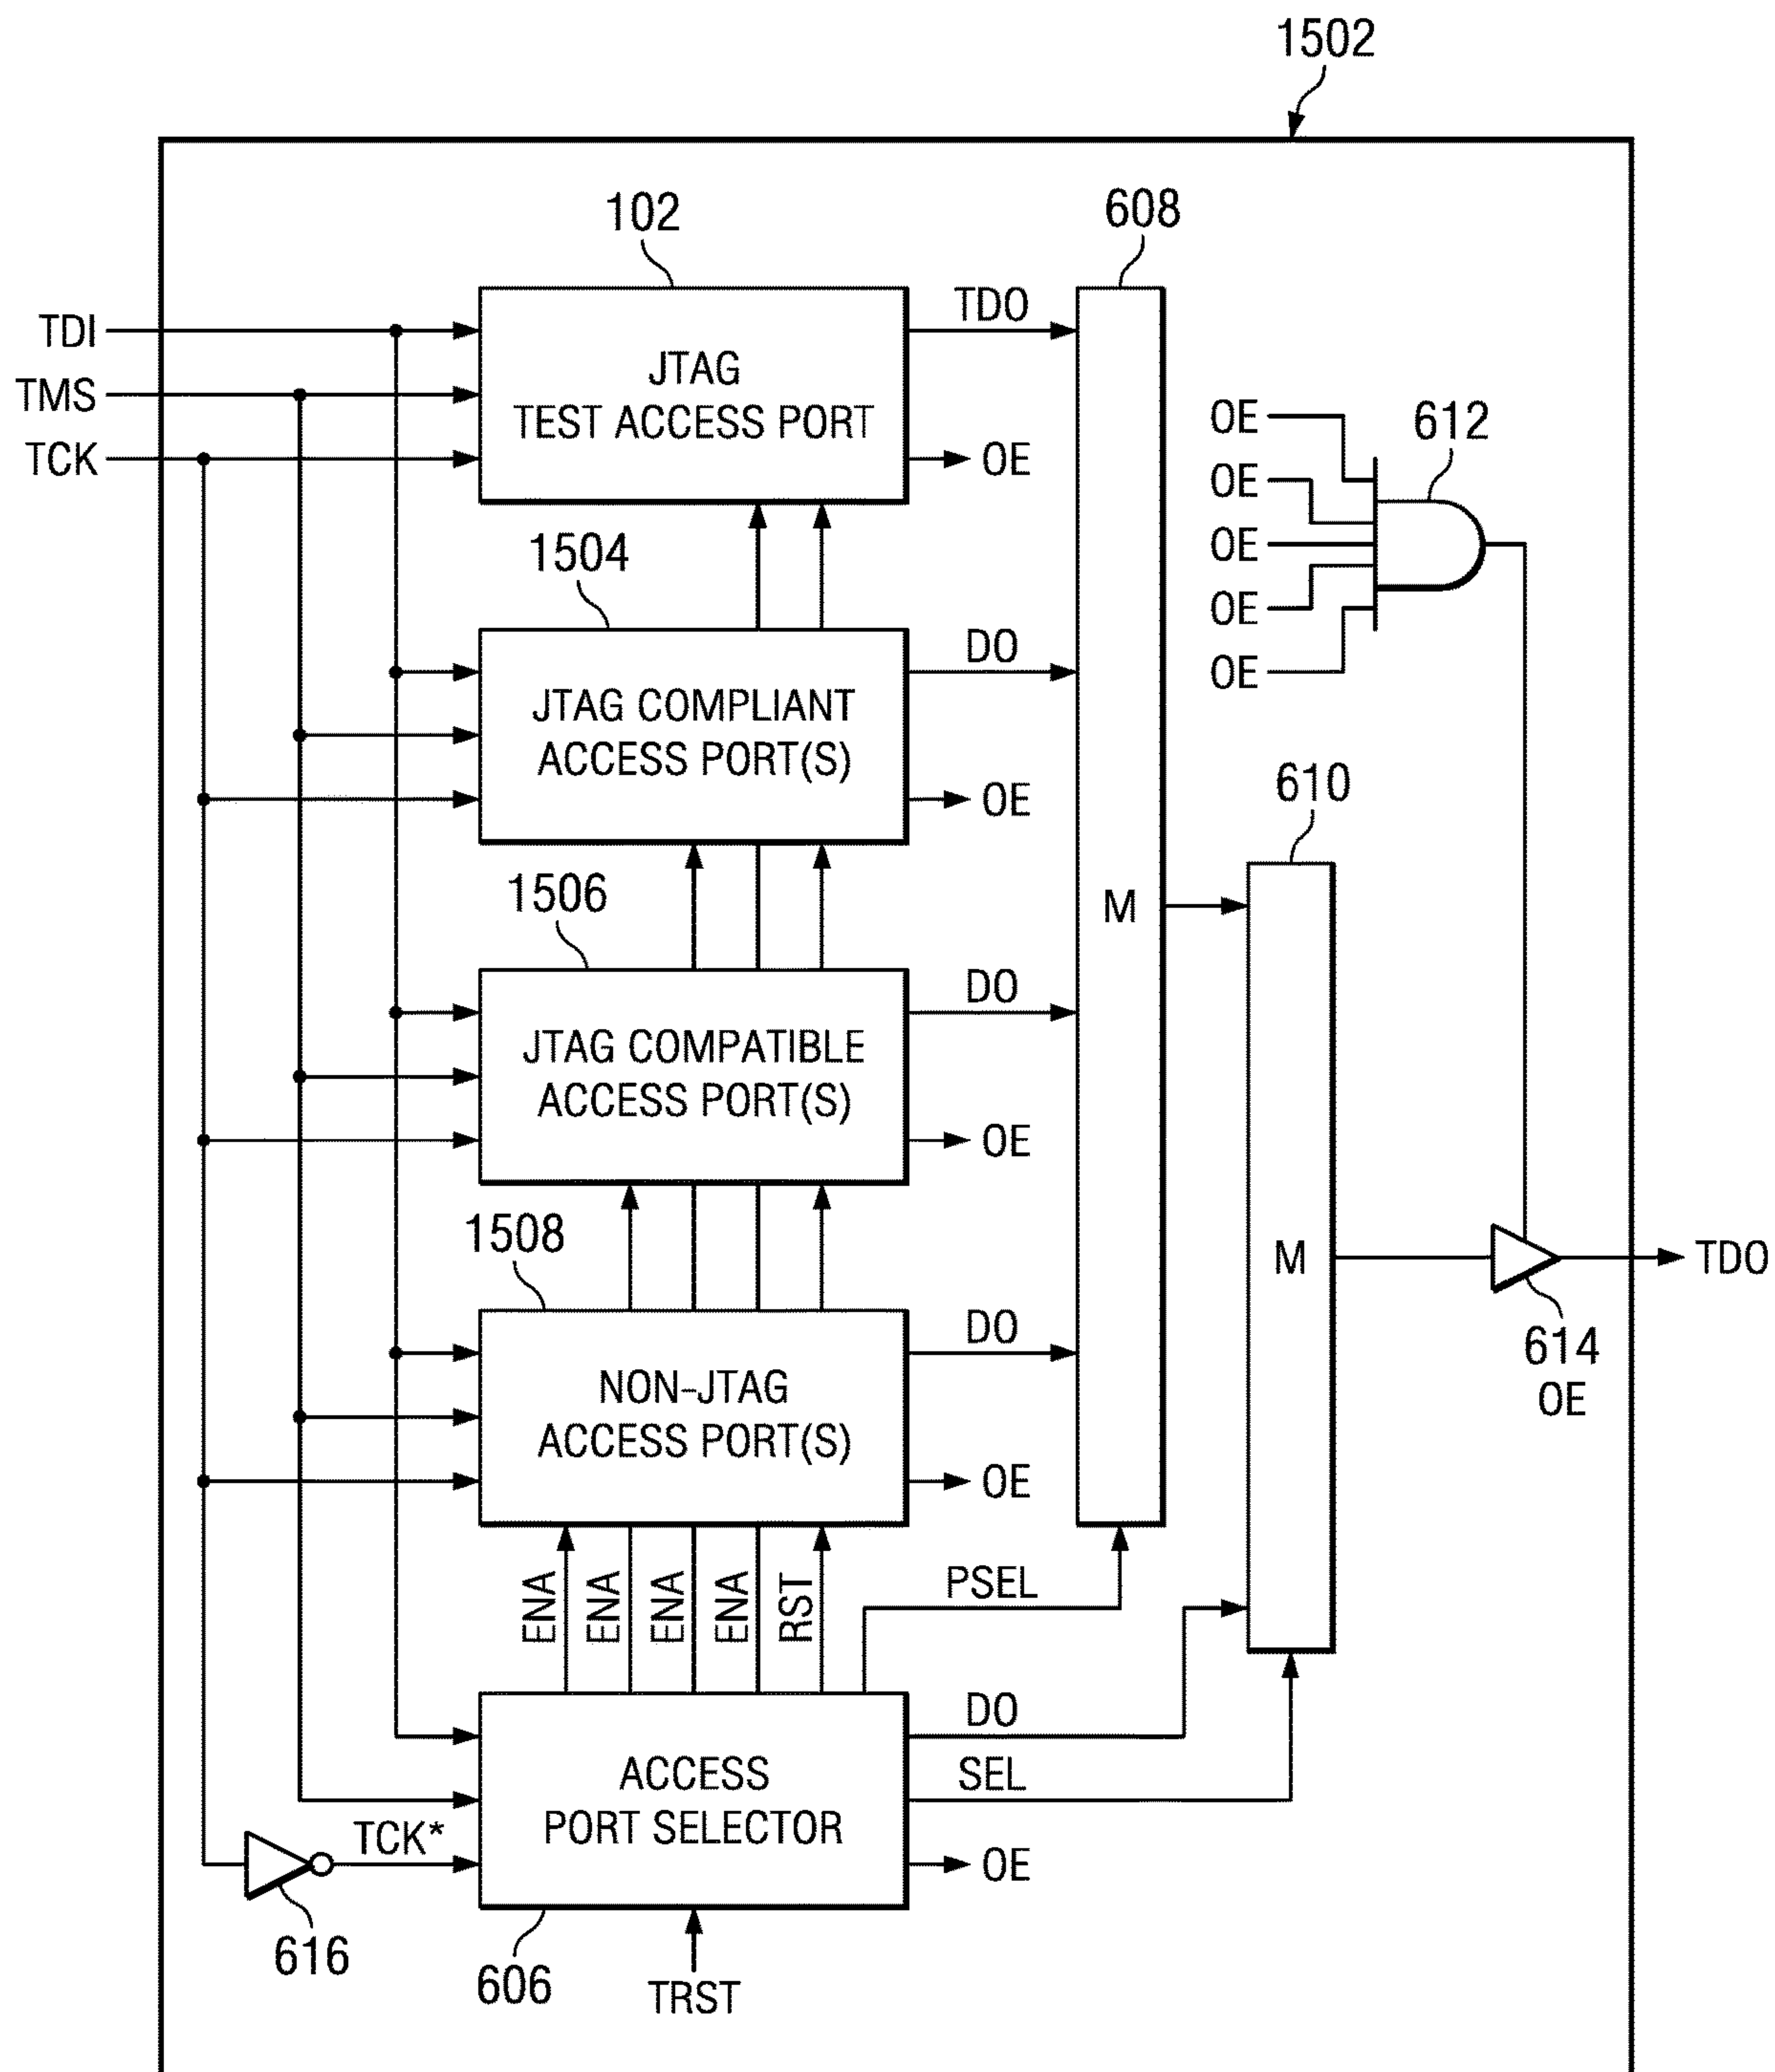 1502
102
608
TDI
TMS
TCK
JTAG
TEST ACCESS PORT
TDO
OE
OE
OE
OE
OE
OE
612
1504
JTAG COMPLIANT
ACCESS PORT(S)
DO
OE
610
1506
JTAG COMPATIBLE
ACCESS PORT(S)
DO
OE
M
M
TDO
614
OE
1508
NON-JTAG
ACCESS PORT(S)
DO
OE
ENA
ENA
ENA
ENA
RST
PSEL
ACCESS
PORT SELECTOR
DO
SEL
OE
TCK*
616
606
TRST